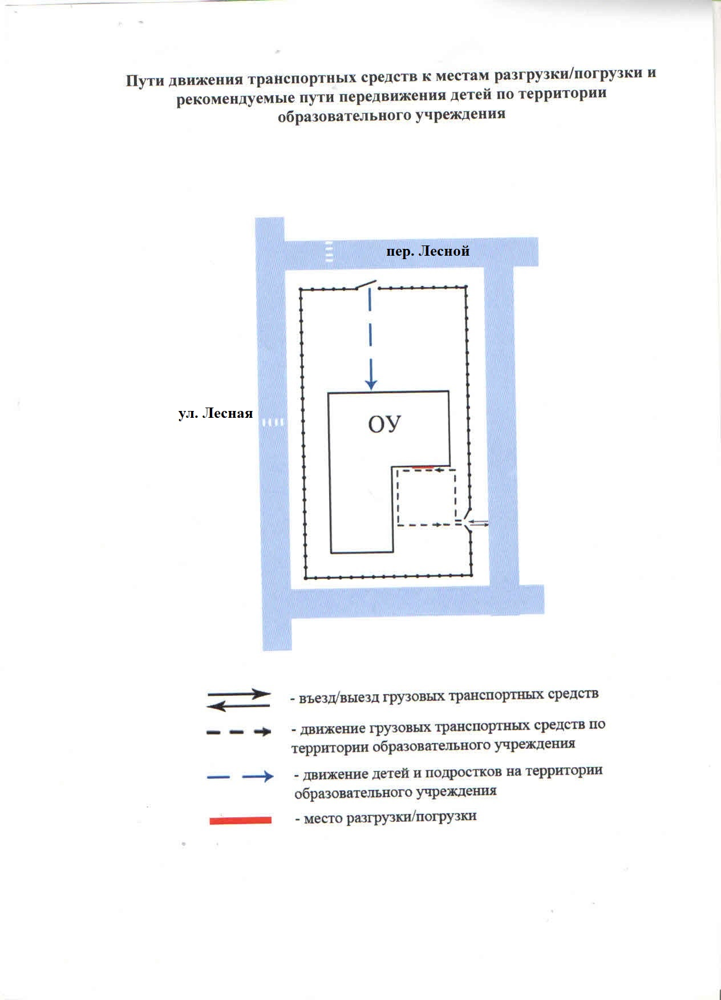 Пути движения транспортных средств к местам разгрузки/погрузки и
рекомендуемые пути передвижения детей по территории
образовательного учреждения
пер. Лесной
ул. Лесная
ОУ
- въезд/выезд грузовых транспортных средств
- движение грузовых транспортных средств по
территории образовательного учреждения
- движение детей и подростков на территории
образовательного учреждения
- место разгрузки/погрузки